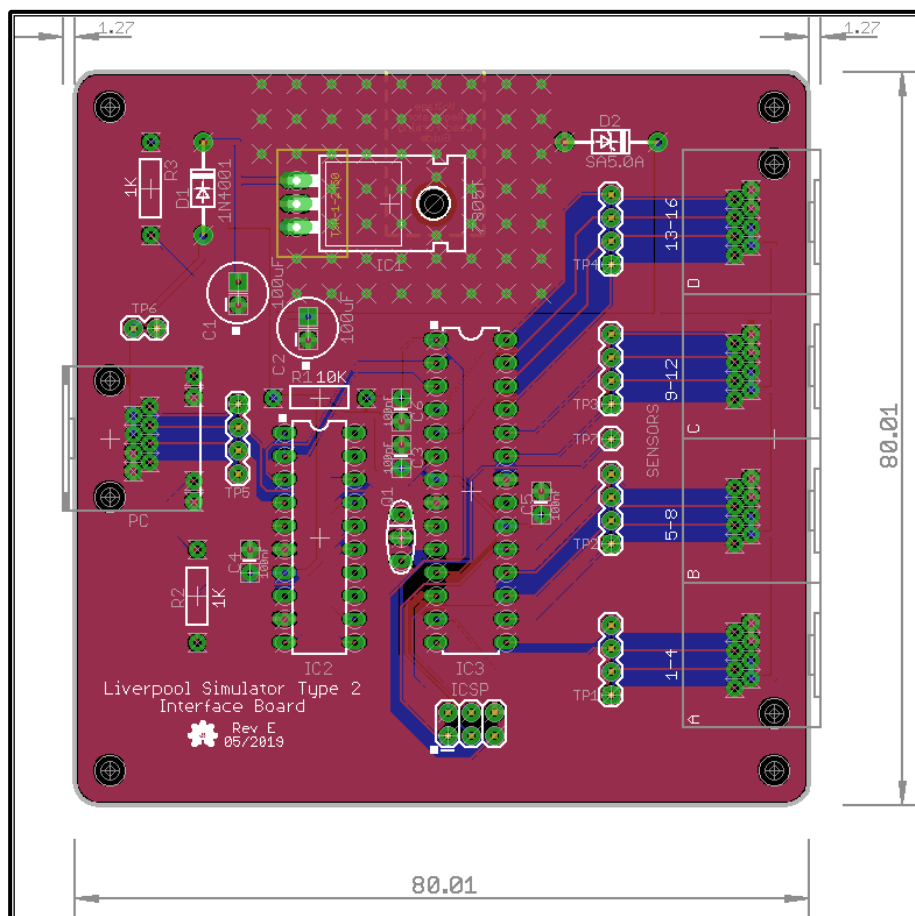 1.27
1.27
D2
SA5.0A
R3
1K
D1
1N4001
7805T
IC1
13-16
TP4
D
100uF
C1
100uF
C2
TP6
R1
10K
100nF
C2
100nF
C3
9-12
TP3
C
TP7
SENSORS
80.01
TP5
PC
Q1
C5
100nF
5-8
TP2
B
C4
100nF
R2
1K
IC2
IC3
ICSP
1-4
TP1
A
Liverpool Simulator Type 2
Interface Board
Rev E
05/2019
80.01